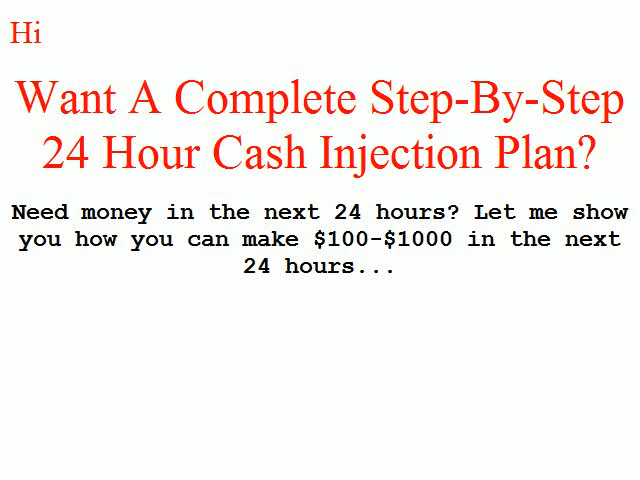 Hi
Want A Complete Step-By-Step
24 Hour Cash Injection Plan?
Need money in the next 24 hours? Let me show
you how you can make $100-$1000 in the next
24 hours...